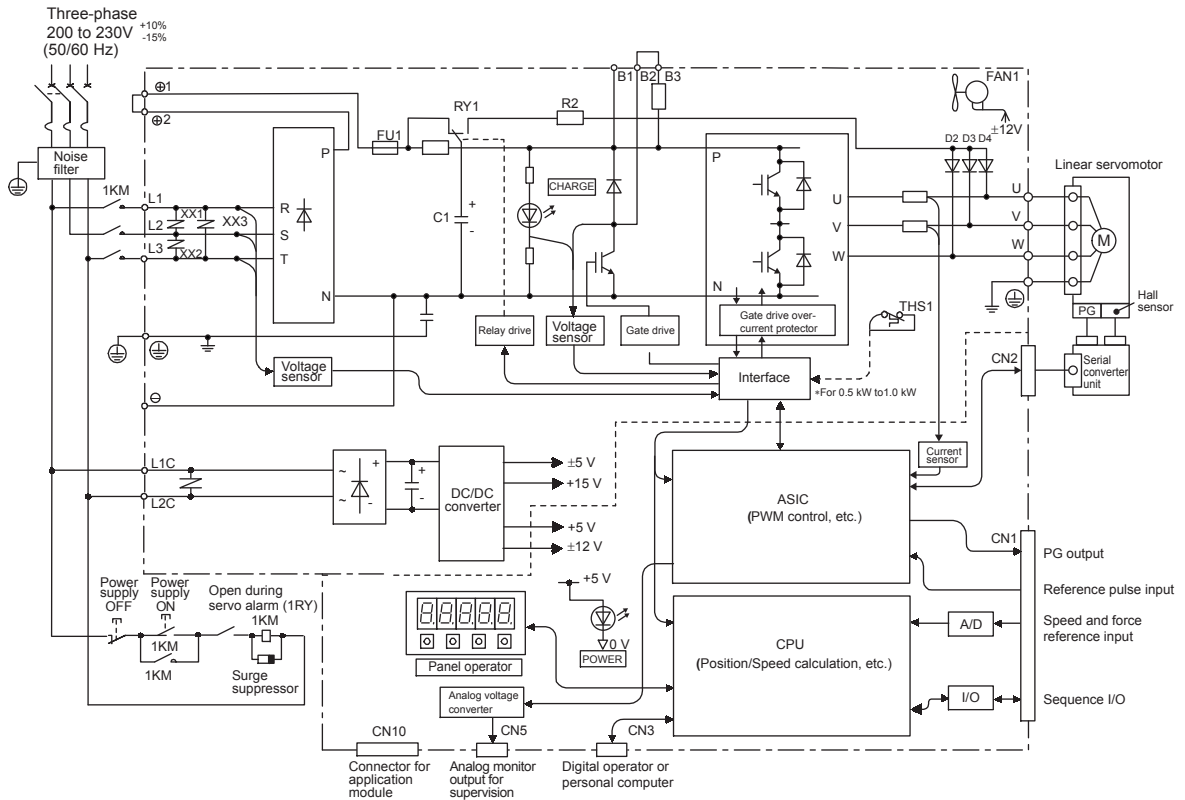 Three-phase
200 to 230V +10% -15%
(50/60 Hz)
⊕1
⊕2
B1 B2 B3
FAN1
±12V
Noise
filter
FU1
RY1
R2
D2 D3 D4
Linear servomotor
1KM
P
P
CHARGE
L1
XX1
XX3
R
C1
+
-
U
U
L2
S
V
V
L3
XX2
T
W
W
M
N
N
THS1
PG
Hall
sensor
Relay drive
Voltage
sensor
Gate drive
Gate drive over-
current protector
CN2
Serial
converter
unit
Voltage
sensor
Interface
*For 0.5 kW to1.0 kW
⊖
L1C
L2C
~
~
+
-
+
-
DC/DC
converter
±5 V
+15 V
+5 V
±12 V
Current
sensor
ASIC
(PWM control, etc.)
CN1
PG output
Reference pulse input
Power
supply
OFF
Power
supply
ON
Open during
servo alarm (1RY)
1KM
1KM
1KM
Surge
suppressor
8.8.8.8.8.
Panel operator
+5 V
0 V
POWER
CPU
(Position/Speed calculation, etc.)
A/D
Speed and force
reference input
I/O
Sequence I/O
Analog voltage
converter
CN10
CN5
CN3
Connector for
application
module
Analog monitor
output for
supervision
Digital operator or
personal computer